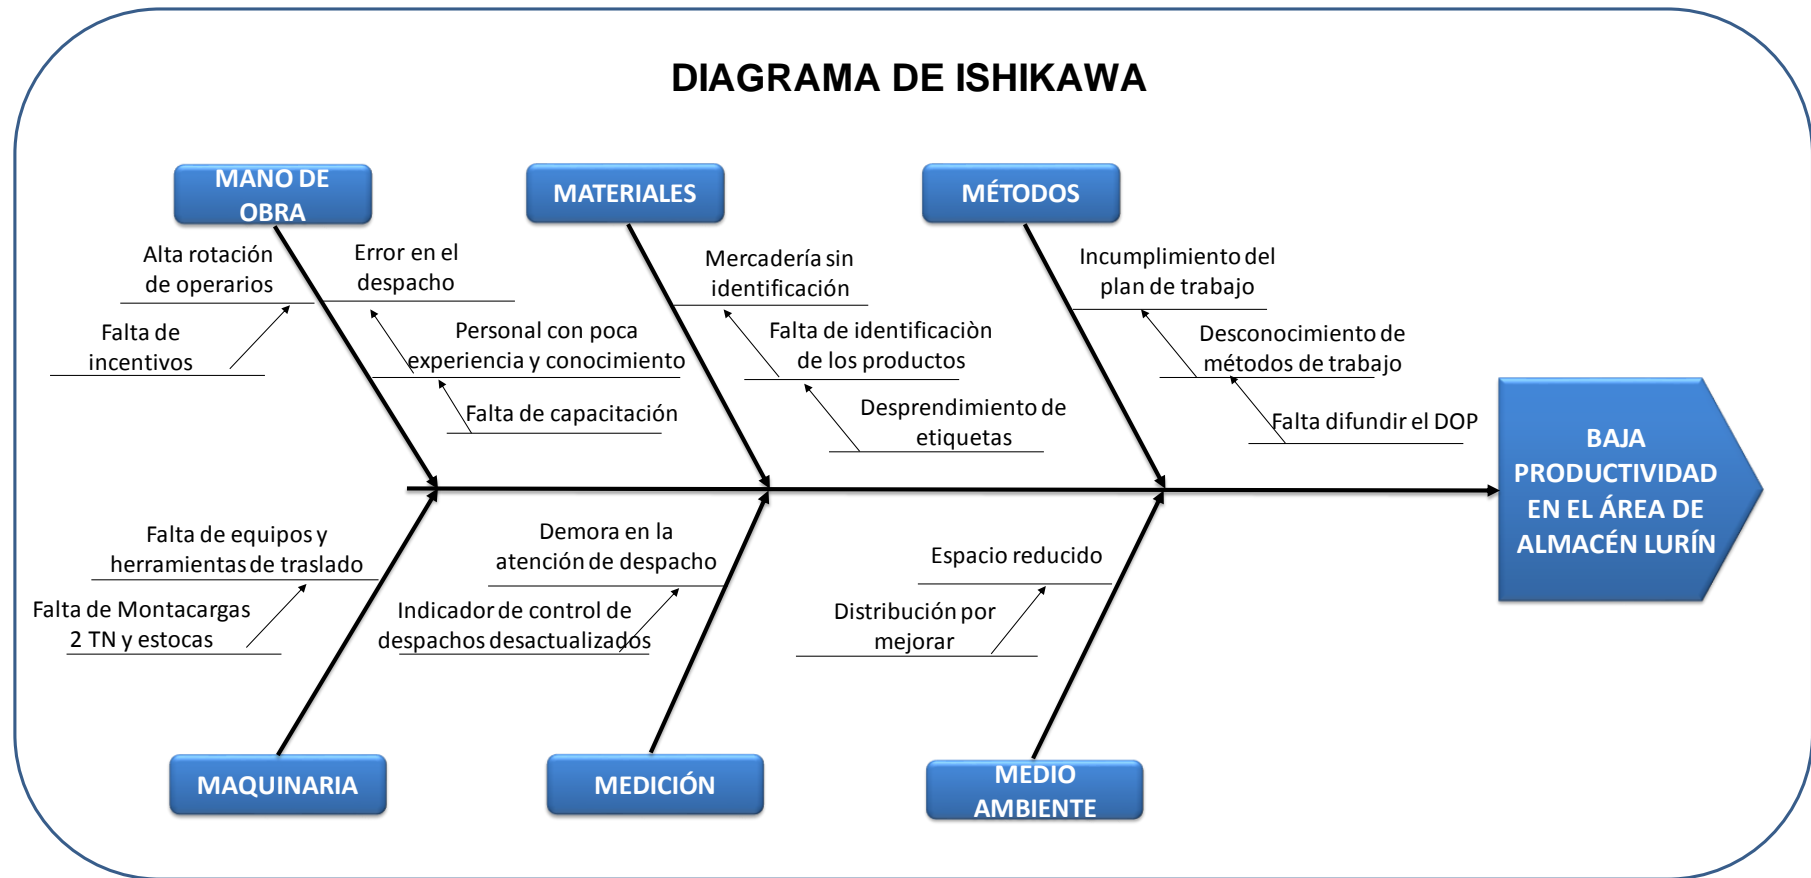 DIAGRAMA DE ISHIKAWA
MANO DE
OBRA
MATERIALES
MÉTODOS
Alta rotación
de operarios
Error en el
despacho
Falta de
incentivos
Personal con poca
experiencia y conocimiento
Falta de capacitación
Mercadería sin
identificación
Falta de identificaciòn
de los productos
Desprendimiento de
etiquetas
Incumplimiento del
plan de trabajo
Desconocimiento de
métodos de trabajo
Falta difundir el DOP
BAJA
PRODUCTIVIDAD
EN EL ÁREA DE
ALMACÉN LURÍN
Falta de equipos y
herramientas de traslado
Falta de Montacargas
2 TN y estocas
Demora en la
atención de despacho
Indicador de control de
despachos desactualizados
Espacio reducido
Distribución por
mejorar
MAQUINARIA
MEDICIÓN
MEDIO
AMBIENTE